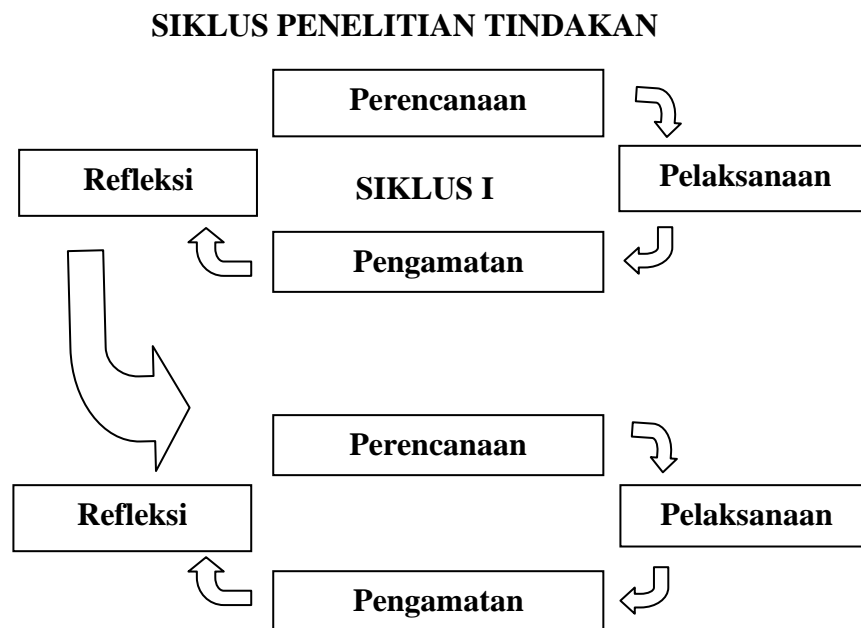 SIKLUS PENELITIAN TINDAKAN
Perencanaan
Refleksi
SIKLUS I
Pelaksanaan
Pengamatan
Perencanaan
Refleksi
Pelaksanaan
Pengamatan